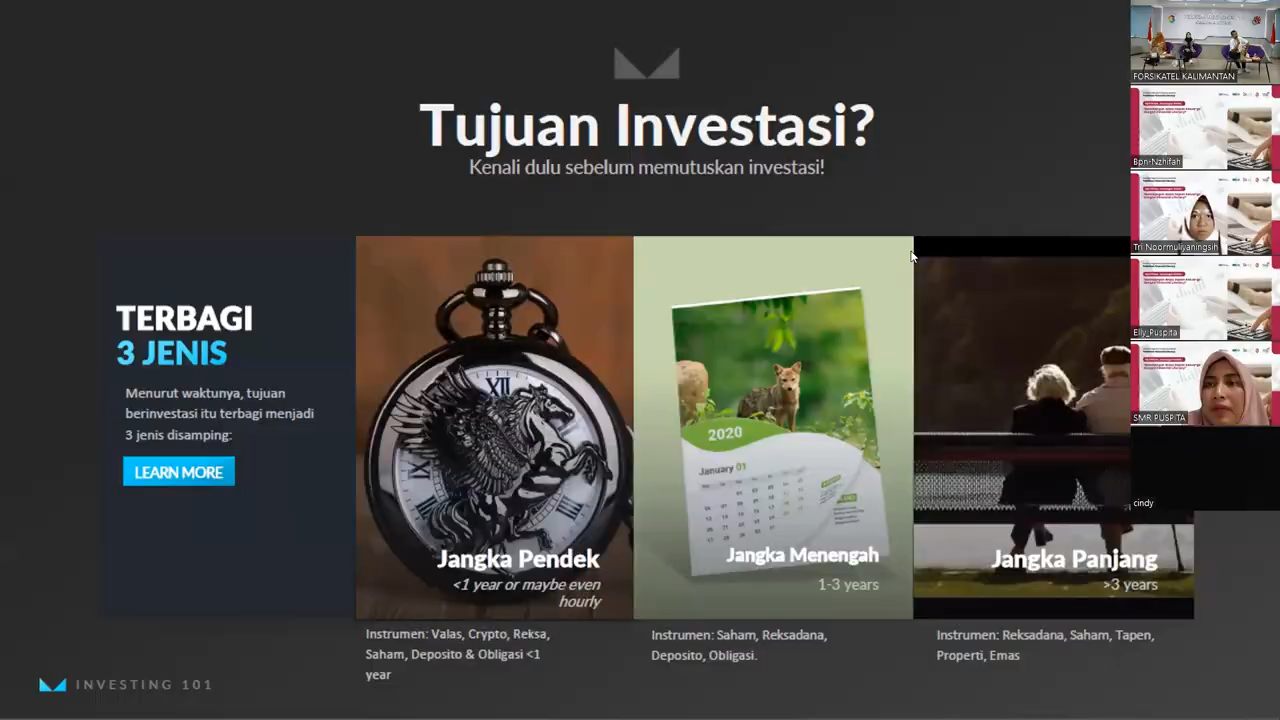 Tujuan Investasi?
Kenali dulu sebelum memutuskan investasi!
TERBAGI
3 JENIS
Menurut waktunya, tujuan
berinvestasi itu terbagi menjadi
3 jenis disamping:
LEARN MORE
XII
2020
January 01
Jangka Pendek
<1 year or maybe even
hourly
Jangka Menengah
1-3 years
Jangka Panjang
>3 years
Instrumen: Valas, Crypto, Reksa,
Saham, Deposito & Obligasi <1
year
Instrumen: Saham, Reksadana,
Deposito, Obligasi.
Instrumen: Reksadana, Saham, Tapen,
Properti, Emas
INVESTING 101
FORSIKATEL KALIMANTAN
Bpn-Nzhifah
Tri Noormuliyaningsih
Elly_Puspita
SMR PUSPITA
cindy